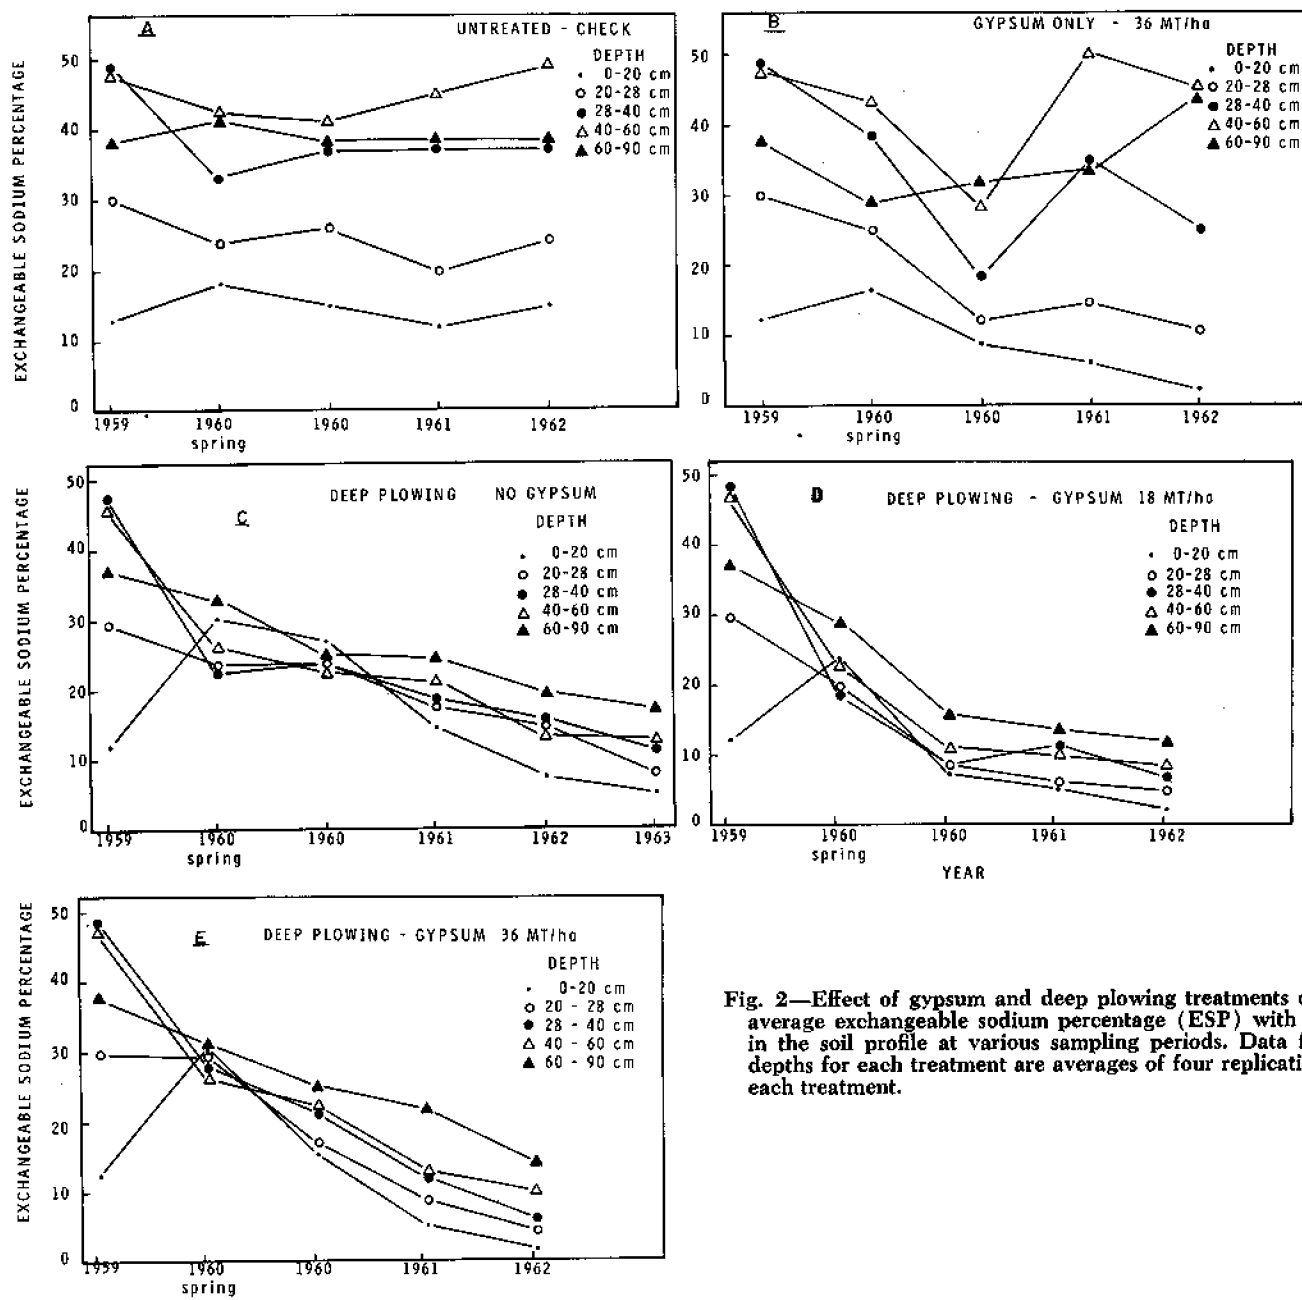 A
UNTREATED - CHECK
DEPTH
0-20 cm
20-28 cm
28-40 cm
40-60 cm
60-90 cm
EXCHANGEABLE SODIUM PERCENTAGE
50
40
30
20
10
0
1959
1960
1960
1961
1962
spring
B
GYPSUM ONLY - 36 MT/ha
DEPTH
0-20 cm
20-28 cm
28-40 cm
40-60 cm
60-90 cm
50
40
30
20
10
0
1959
1960
1960
1961
1962
spring
C
DEEP PLOWING NO GYPSUM
DEPTH
0-20 cm
20-28 cm
28-40 cm
40-60 cm
60-90 cm
EXCHANGEABLE SODIUM PERCENTAGE
50
40
30
20
10
0
1959
1960
1960
1961
1962
1963
spring
D
DEEP PLOWING - GYPSUM 18 MT/ha
DEPTH
0-20 cm
20-28 cm
28-40 cm
40-60 cm
60-90 cm
50
40
30
20
10
0
1959
1960
1960
1961
1962
spring
YEAR
E
DEEP PLOWING - GYPSUM 36 MT/ha
DEPTH
0-20 cm
20 - 28 cm
28 - 40 cm
40 - 60 cm
60 - 90 cm
EXCHANGEABLE SODIUM PERCENTAGE
50
40
30
20
10
0
1959
1960
1960
1961
1962
spring
Fig. 2—Effect of gypsum and deep plowing treatments
average exchangeable sodium percentage (ESP) with
in the soil profile at various sampling periods. Data
depths for each treatment are averages of four replicati
each treatment.